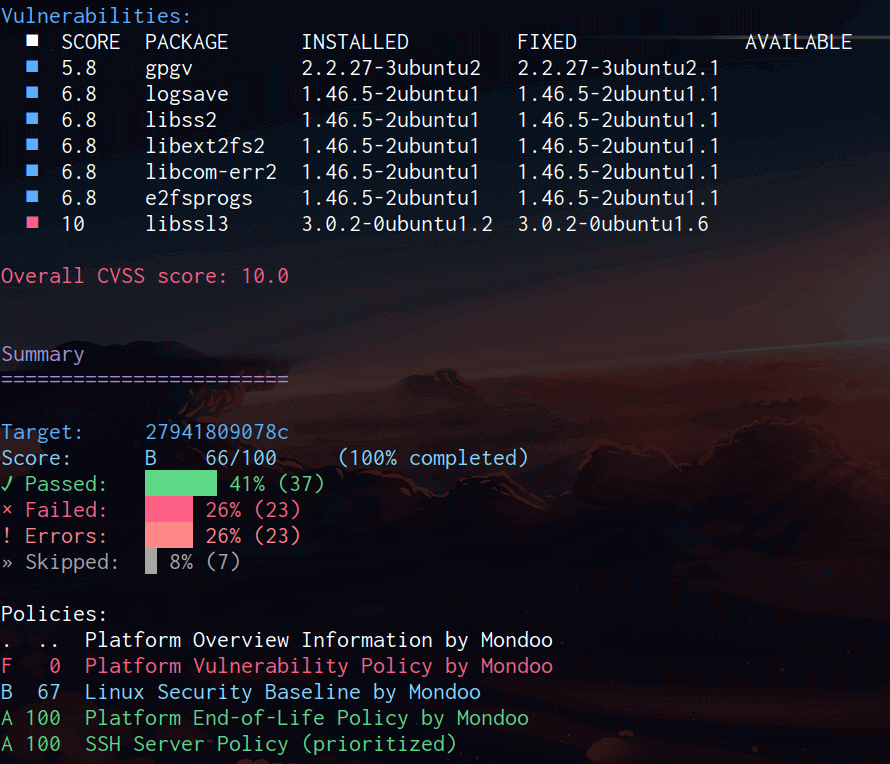 Vulnerabilities:
■ SCORE PACKAGE INSTALLED FIXED AVAILABLE
■ 5.8 gpgv 2.2.27-3ubuntu2 2.2.27-3ubuntu2.1
■ 6.8 logsave 1.46.5-2ubuntu1 1.46.5-2ubuntu1.1
■ 6.8 libss2 1.46.5-2ubuntu1 1.46.5-2ubuntu1.1
■ 6.8 libext2fs2 1.46.5-2ubuntu1 1.46.5-2ubuntu1.1
■ 6.8 libcom-err2 1.46.5-2ubuntu1 1.46.5-2ubuntu1.1
■ 6.8 e2fsprogs 1.46.5-2ubuntu1 1.46.5-2ubuntu1.1
■ 10 libssl3 3.0.2-0ubuntu1.2 3.0.2-0ubuntu1.6
Overall CVSS score: 10.0
Summary
========================
Target: 27941809078c
Score: B 66/100 (100% completed)
✓ Passed: 41% (37)
× Failed: 26% (23)
! Errors: 26% (23)
» Skipped: 8% (7)
Policies:
. .. Platform Overview Information by Mondoo
F 0 Platform Vulnerability Policy by Mondoo
B 67 Linux Security Baseline by Mondoo
A 100 Platform End-of-Life Policy by Mondoo
A 100 SSH Server Policy (prioritized)